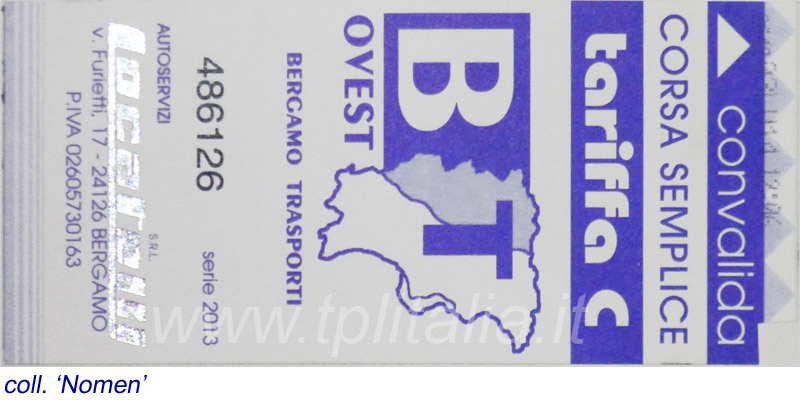 convalida
CORSA SEMPLICE
tariffa C
BT
OVEST
BERGAMO TRASPORTI
486126 serie 2013
AUTOSERVIZI
Locatelli
S.R.L.
v. Furietti, 17 - 24126 BERGAMO
P.IVA 02605730163
www.tplitalia.it
coll. ‘Nomen’